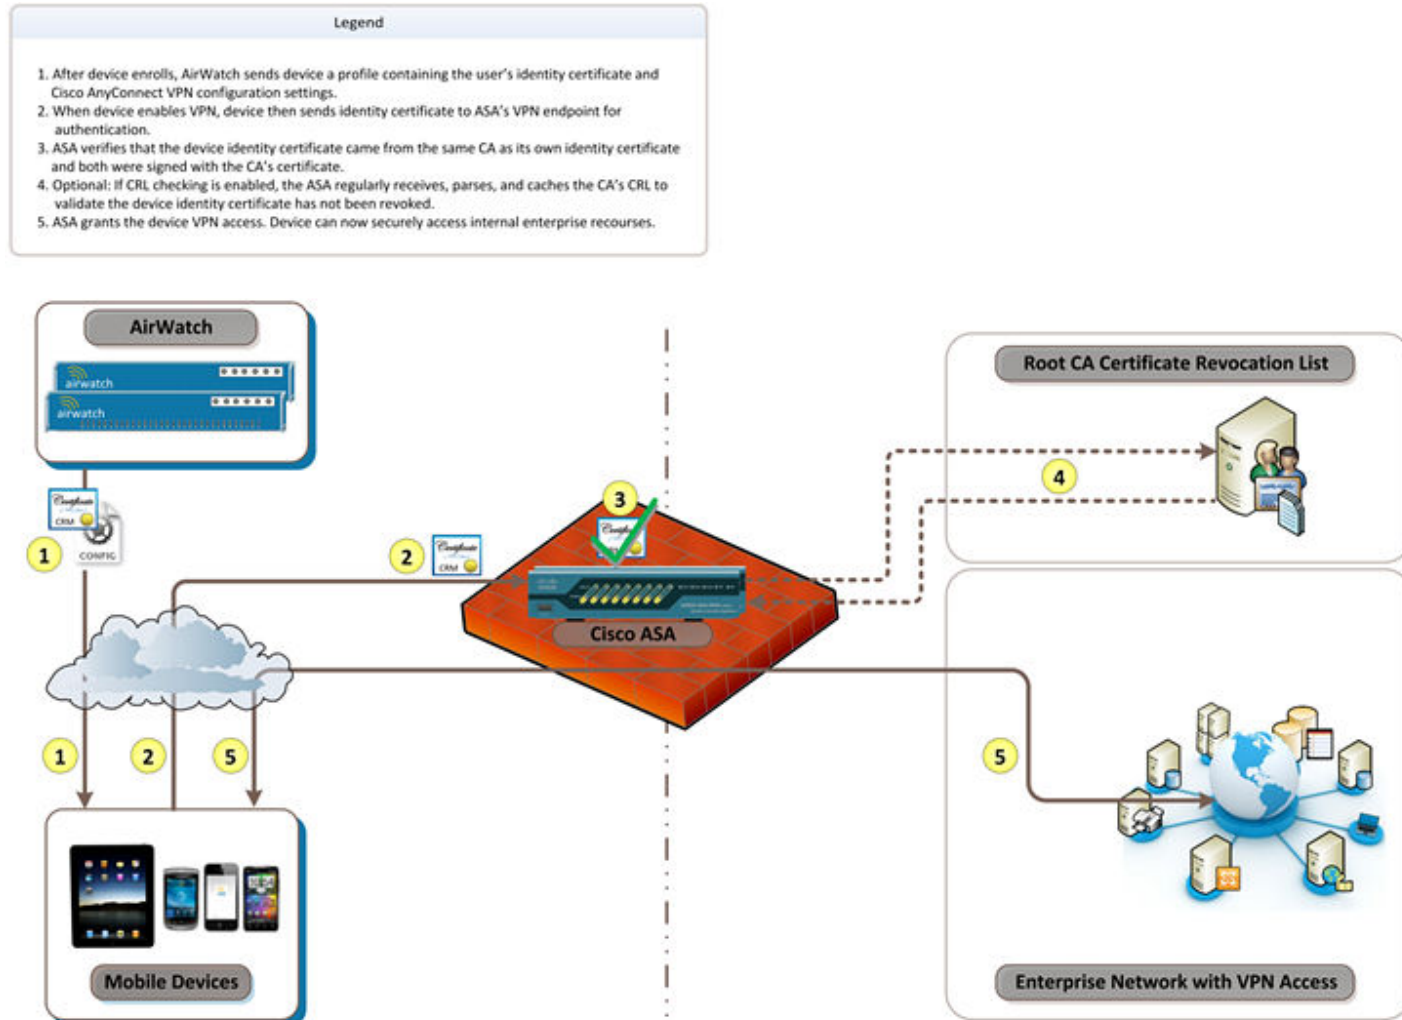 Legend
1. After device enrolls, AirWatch sends device a profile containing the user's identity certificate and
Cisco AnyConnect VPN configuration settings.
2. When device enables VPN, device then sends identity certificate to ASA's VPN endpoint for
authentication.
3. ASA verifies that the device identity certificate came from the same CA as its own identity certificate
and both were signed with the CA's certificate.
4. Optional: If CRL checking is enabled, the ASA regularly receives, parses, and caches the CA's CRL to
validate the device identity certificate has not been revoked.
5. ASA grants the device VPN access. Device can now securely access internal enterprise recourses.
AirWatch
airwatch
airwatch
Root CA Certificate Revocation List
4
Certificate
CRM
1
CONFIG
3
2
Certificate
CRM
Cisco ASA
1
2
5
5
Mobile Devices
Enterprise Network with VPN Access